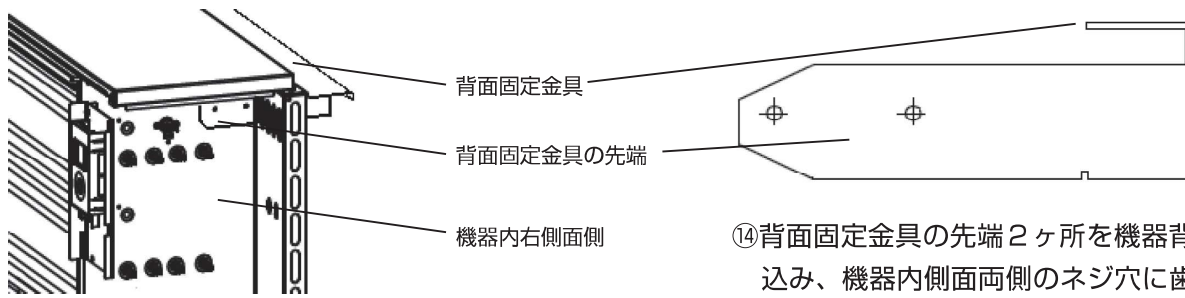 背面固定金具
背面固定金具の先端
機器内右側面側
⑭背面固定金具の先端２ヶ所を機器背
込み、機器内側面両側のネジ穴に歯